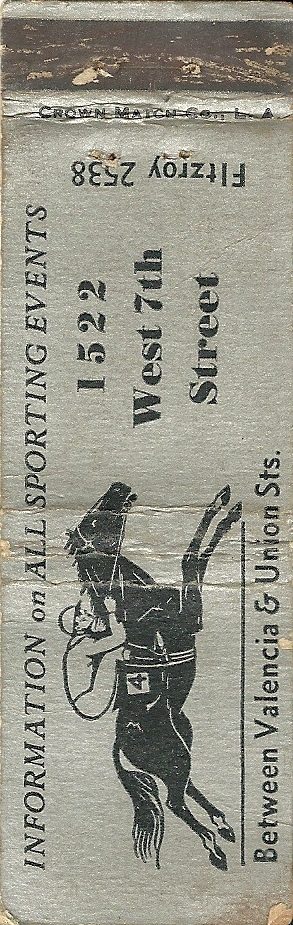 CROWN MATCH CO., L. A.
FItzroy 2538
INFORMATION on ALL SPORTING EVENTS
1522
West 7th
Street
4
Between Valencia & Union Sts.